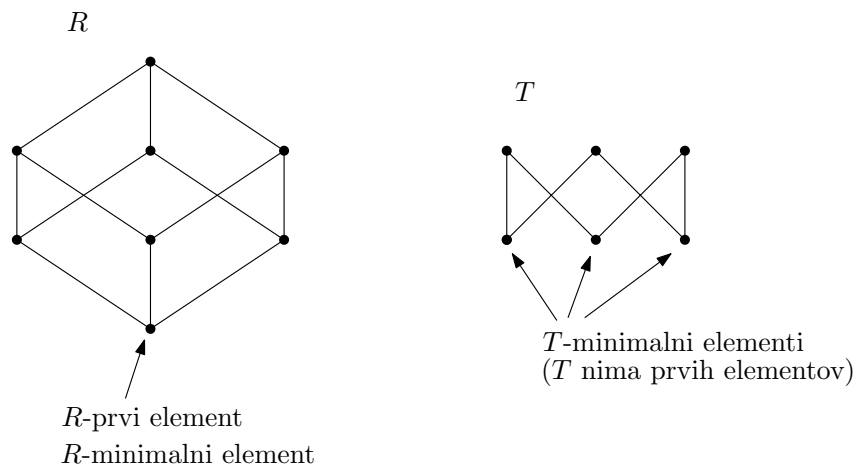 R
T
T-minimalni elementi
(T nima prvih elementov)
R-prvi element
R-minimalni element